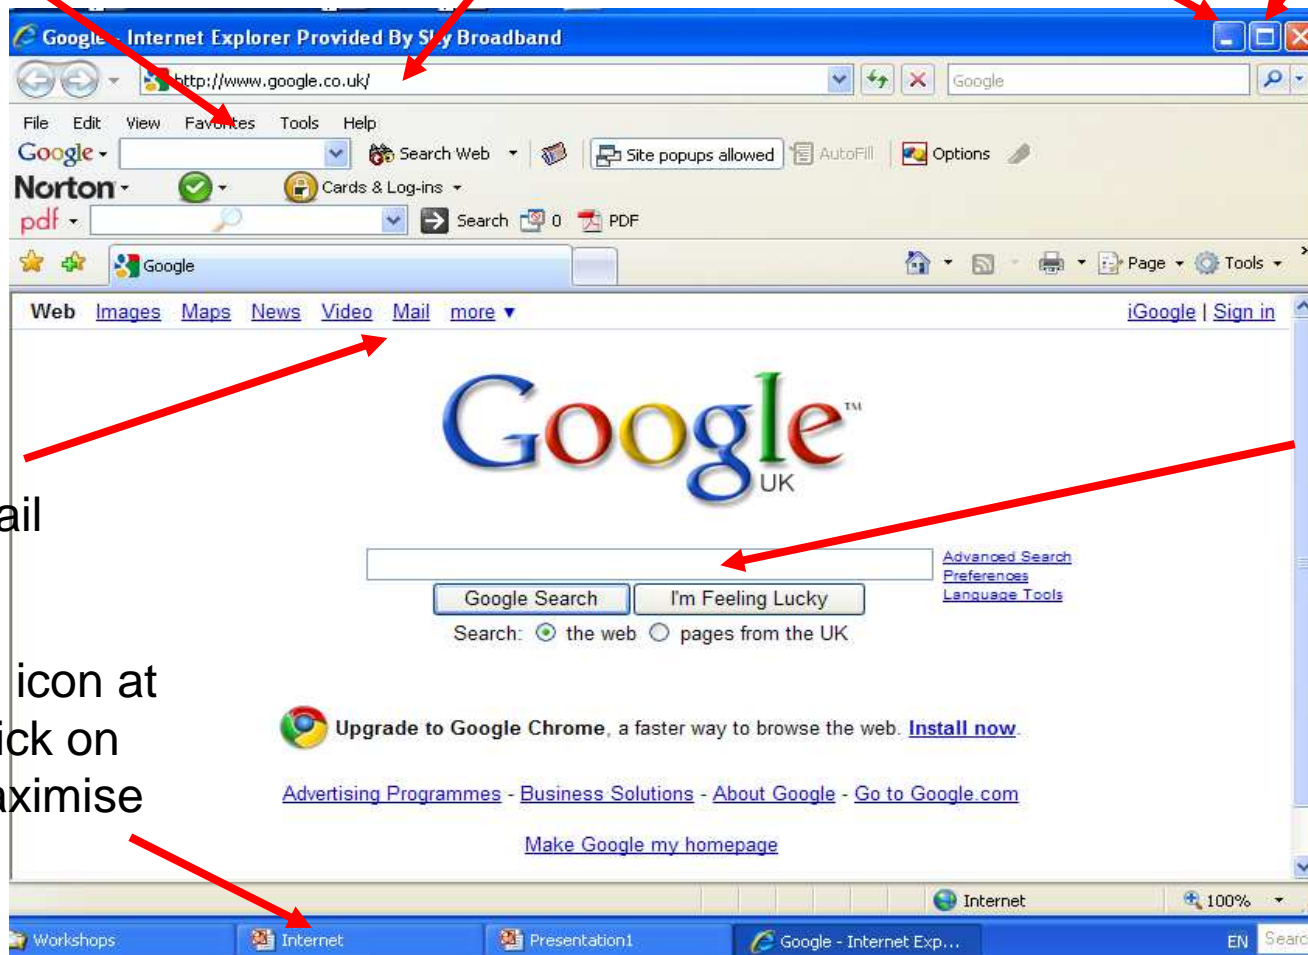 Google - Internet Explorer Provided By Sky Broadband
http://www.google.co.uk/ Google
File Edit View Favorites Tools Help
Google Search Web Site popups allowed AutoFill Options
Norton Cards & Log-ins
pdf Search 0 PDF
Google Page Tools
Web Images Maps News Video Mail more iGoogle | Sign in
Google™
UK
ail
Advanced Search
Preferences
Language Tools
Google Search I'm Feeling Lucky
Search: the web pages from the UK
icon at
ick on
aximise
Upgrade to Google Chrome, a faster way to browse the web. Install now.
Advertising Programmes - Business Solutions - About Google - Go to Google.com
Make Google my homepage
Internet 100%
Workshops Internet Presentation1 Google - Internet Exp... EN Searc